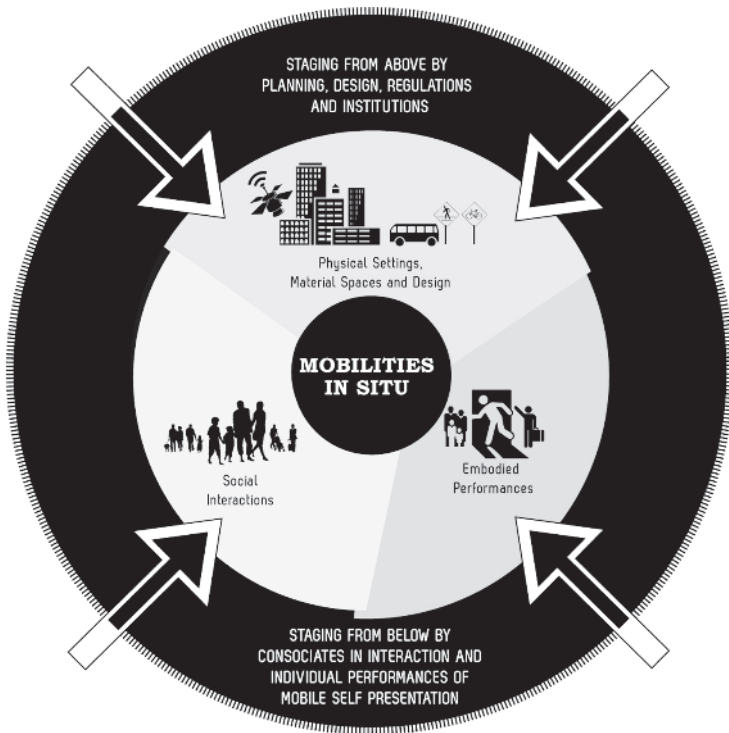 STAGING FROM ABOVE BY
PLANNING, DESIGN, REGULATIONS
AND INSTITUTIONS
Physical Settings,
Material Spaces and Design
MOBILITIES
IN SITU
Social
Interactions
Embodied
Performances
STAGING FROM BELOW BY
CONSOCIATES IN INTERACTION AND
INDIVIDUAL PERFORMANCES OF
MOBILE SELF PRESENTATION